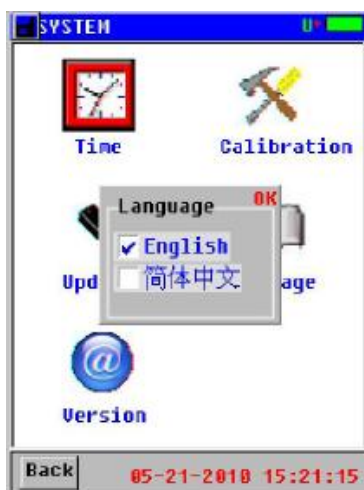 SYSTEM
U
Time
Calibration
Language
OK
English
简体中文
Upd
age
Version
Back
05-21-2010 15:21:15